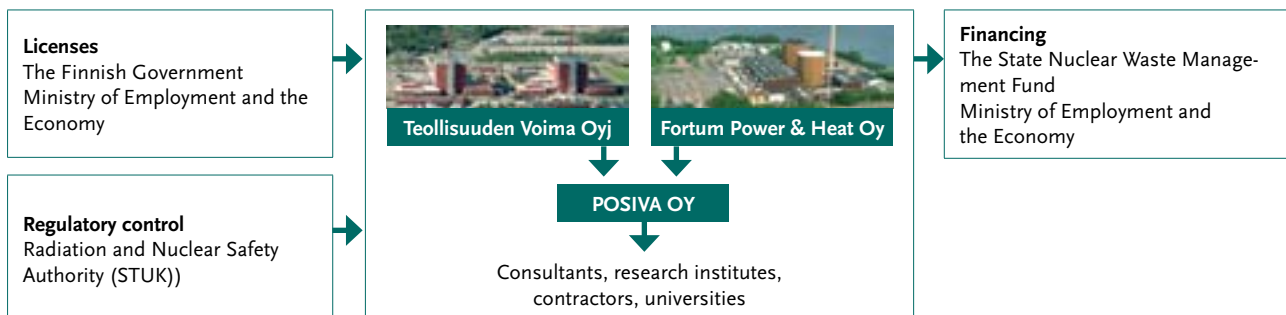 Licenses
The Finnish Government
Ministry of Employment and the
Economy
Regulatory control
Radiation and Nuclear Safety
Authority (STUK))
Teollisuuden Voima Oyj
Fortum Power & Heat Oy
POSIVA OY
Consultants, research institutes,
contractors, universities
Financing
The State Nuclear Waste Manage-
ment Fund
Ministry of Employment and
the Economy